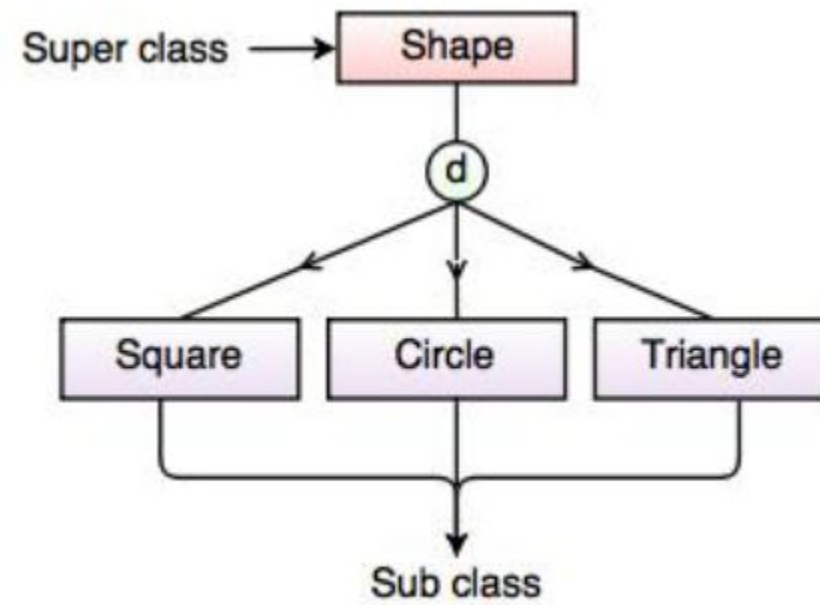 Super class
Shape
d
Square
Circle
Triangle
Sub class